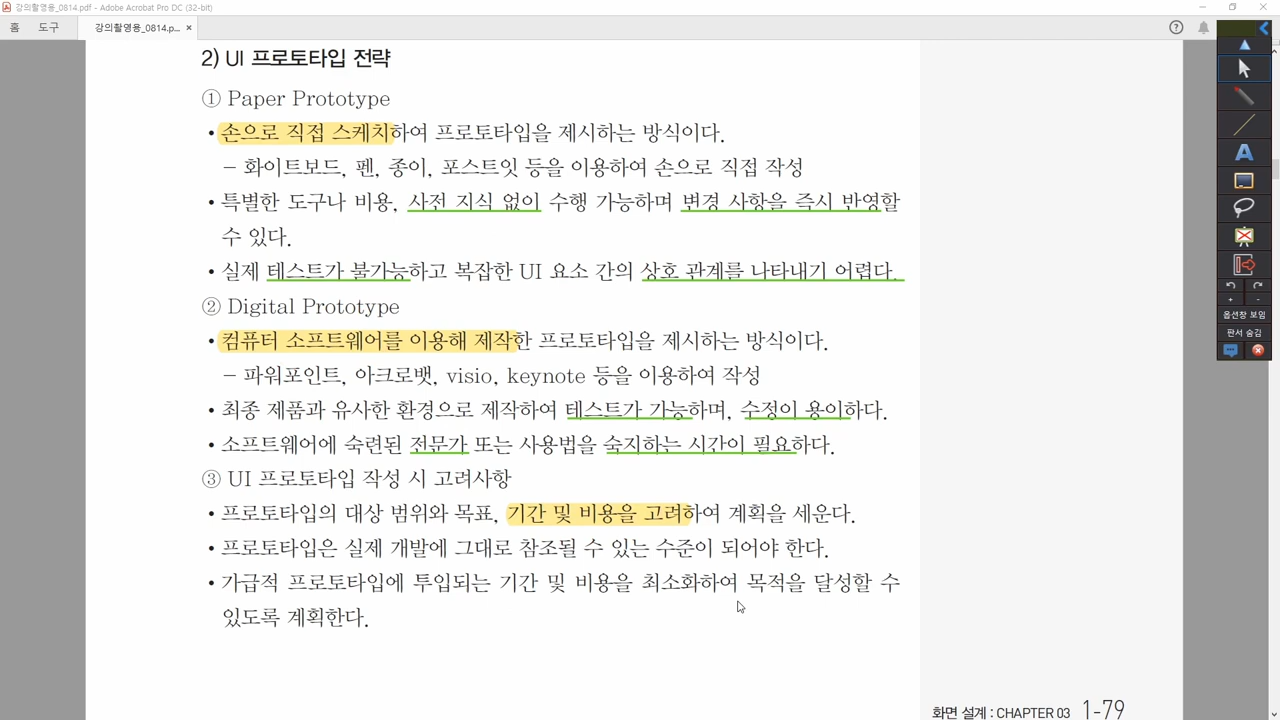 강의촬영용_0814.pdf - Adobe Acrobat Pro DC (32-bit)
홈 도구 강의촬영용_0814.p... ×
2) UI 프로토타입 전략
① Paper Prototype
• 손으로 직접 스케치하여 프로토타입을 제시하는 방식이다.
– 화이트보드, 펜, 종이, 포스트잇 등을 이용하여 손으로 직접 작성
• 특별한 도구나 비용, 사전 지식 없이 수행 가능하며 변경 사항을 즉시 반영할
수 있다.
• 실제 테스트가 불가능하고 복잡한 UI 요소 간의 상호 관계를 나타내기 어렵다.
② Digital Prototype
• 컴퓨터 소프트웨어를 이용해 제작한 프로토타입을 제시하는 방식이다.
– 파워포인트, 아크로뱃, visio, keynote 등을 이용하여 작성
• 최종 제품과 유사한 환경으로 제작하여 테스트가 가능하며, 수정이 용이하다.
• 소프트웨어에 숙련된 전문가 또는 사용법을 숙지하는 시간이 필요하다.
③ UI 프로토타입 작성 시 고려사항
• 프로토타입의 대상 범위와 목표, 기간 및 비용을 고려하여 계획을 세운다.
• 프로토타입은 실제 개발에 그대로 참조될 수 있는 수준이 되어야 한다.
• 가급적 프로토타입에 투입되는 기간 및 비용을 최소화하여 목적을 달성할 수
있도록 계획한다.
화면 설계 : CHAPTER 03 1-79
A
+ -
옵션창 보임
판서 숨김